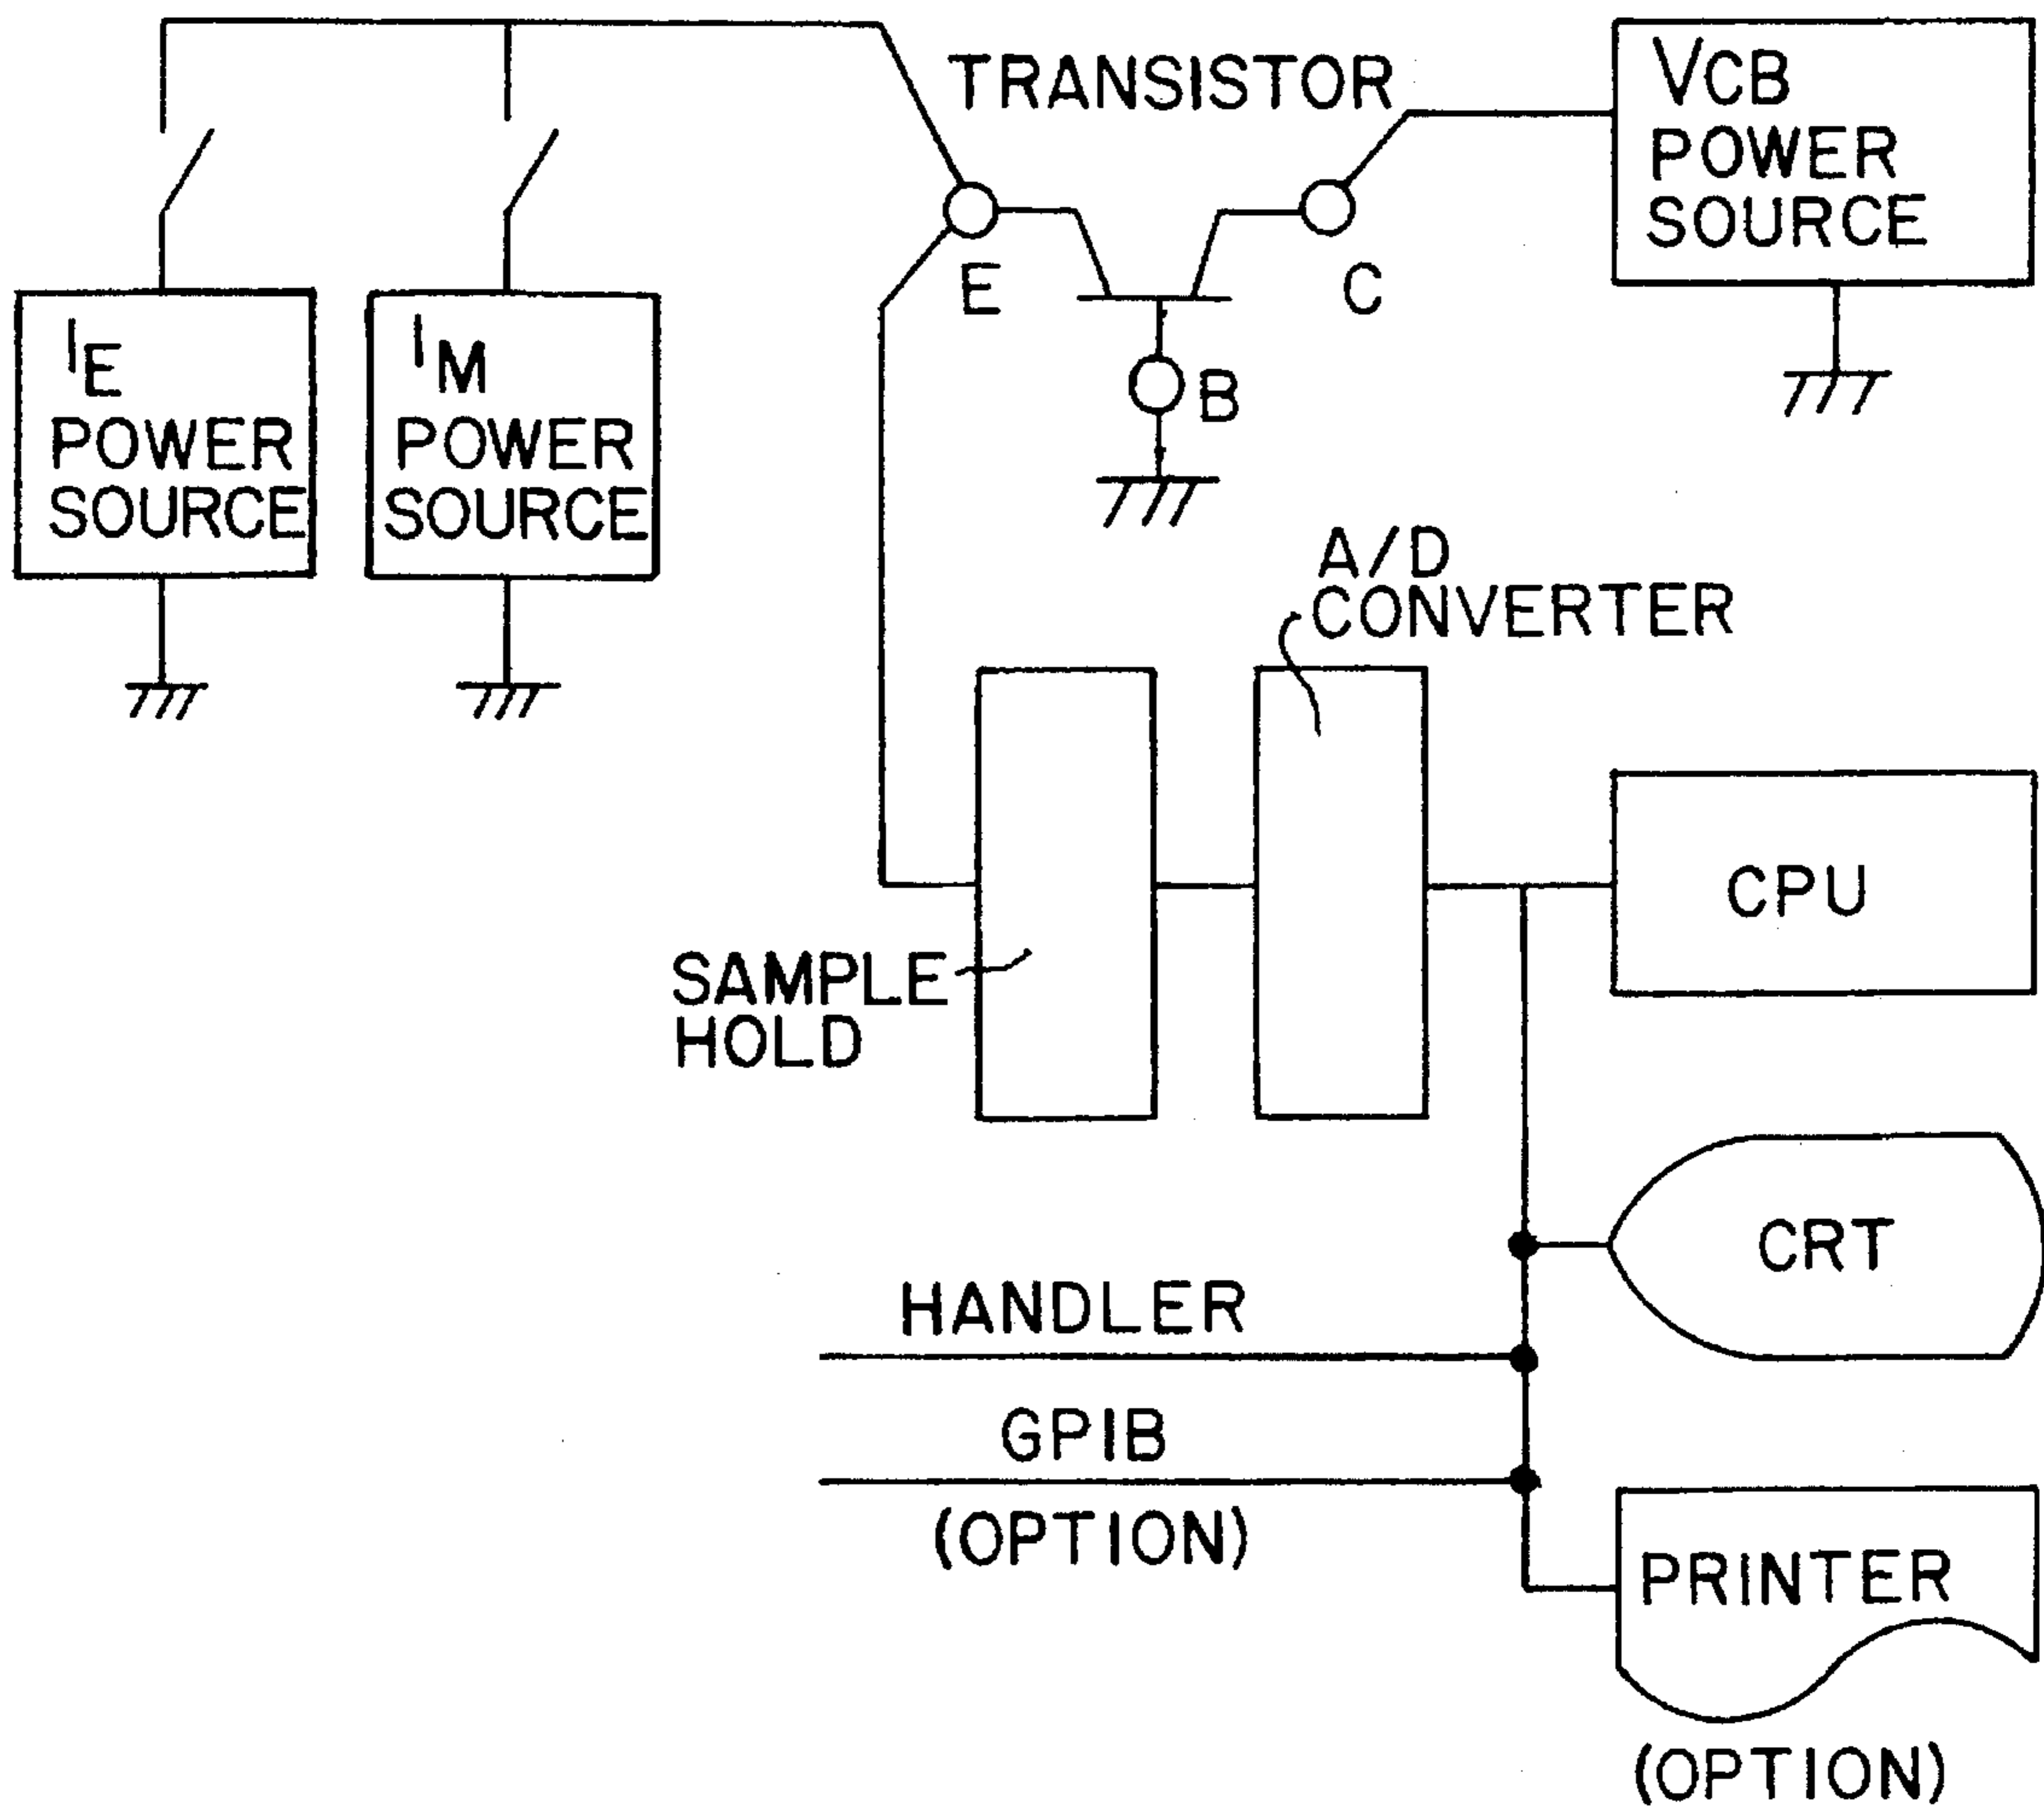 TRANSISTOR
VCB
POWER
SOURCE
E
C
B
IE
POWER
SOURCE
IM
POWER
SOURCE
A/D
CONVERTER
SAMPLE
HOLD
CPU
CRT
HANDLER
GPIB
(OPTION)
PRINTER
(OPTION)